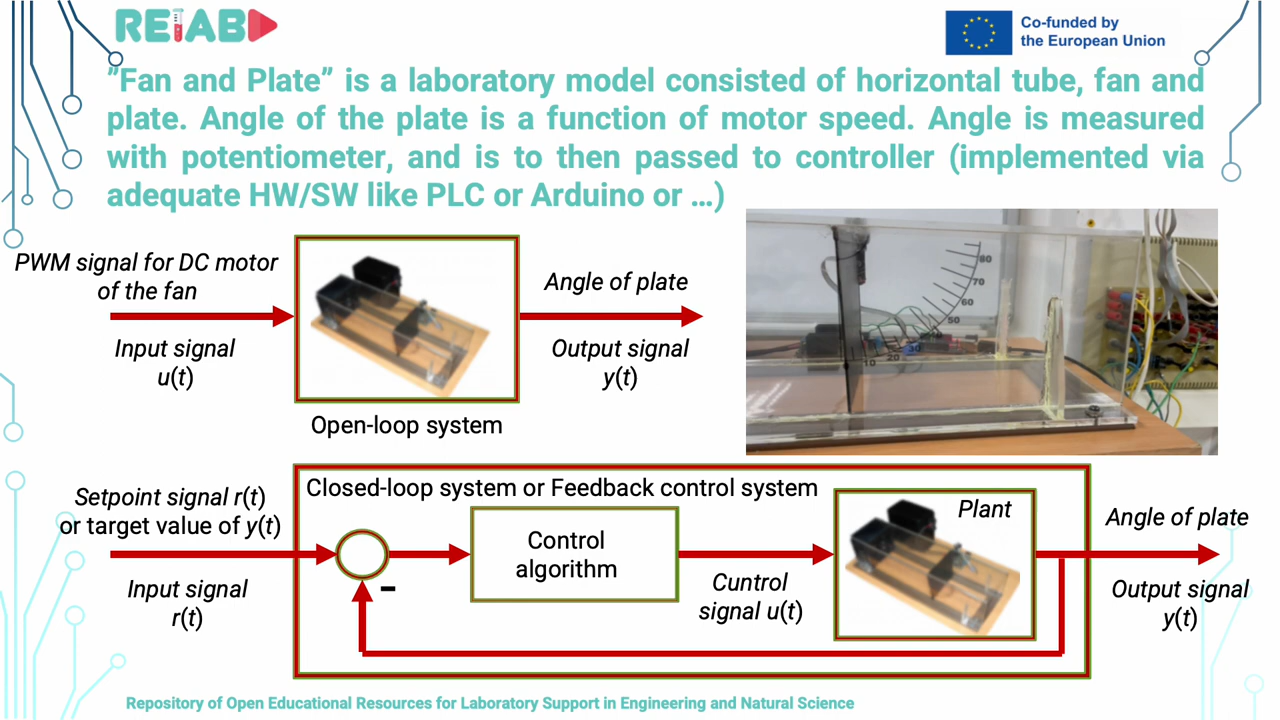 RELAB
Co-funded by
the European Union
”Fan and Plate” is a laboratory model consisted of horizontal tube, fan and
plate. Angle of the plate is a function of motor speed. Angle is measured
with potentiometer, and is to then passed to controller (implemented via
adequate HW/SW like PLC or Arduino or …)
PWM signal for DC motor
of the fan
Input signal
u(t)
Angle of plate
Output signal
y(t)
Open-loop system
80
70
60
50
40
30
20
10
Setpoint signal r(t)
or target value of y(t)
Input signal
r(t)
Closed-loop system or Feedback control system
-
Control
algorithm
Cuntrol
signal u(t)
Plant
Angle of plate
Output signal
y(t)
Repository of Open Educational Resources for Laboratory Support in Engineering and Natural Science